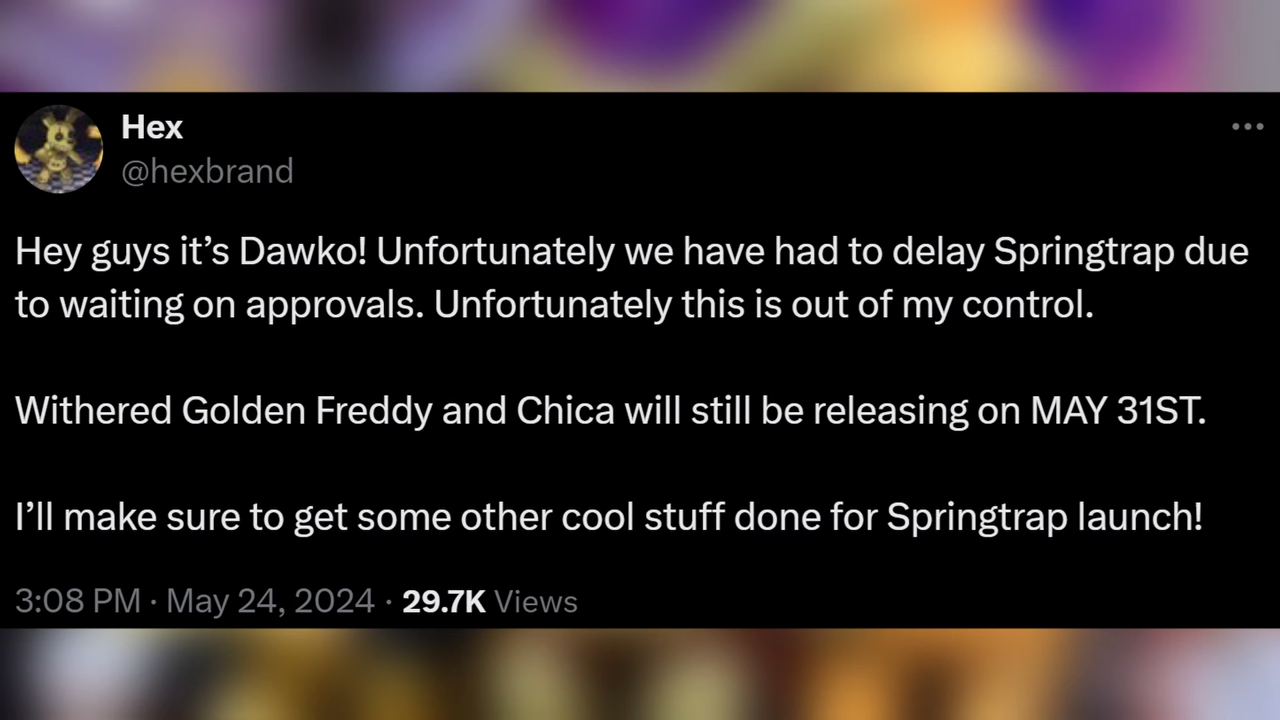 Hex
@hexbrand
Hey guys it’s Dawko! Unfortunately we have had to delay Springtrap due
to waiting on approvals. Unfortunately this is out of my control.
Withered Golden Freddy and Chica will still be releasing on MAY 31ST.
I’ll make sure to get some other cool stuff done for Springtrap launch!
3:08 PM · May 24, 2024 · 29.7K Views